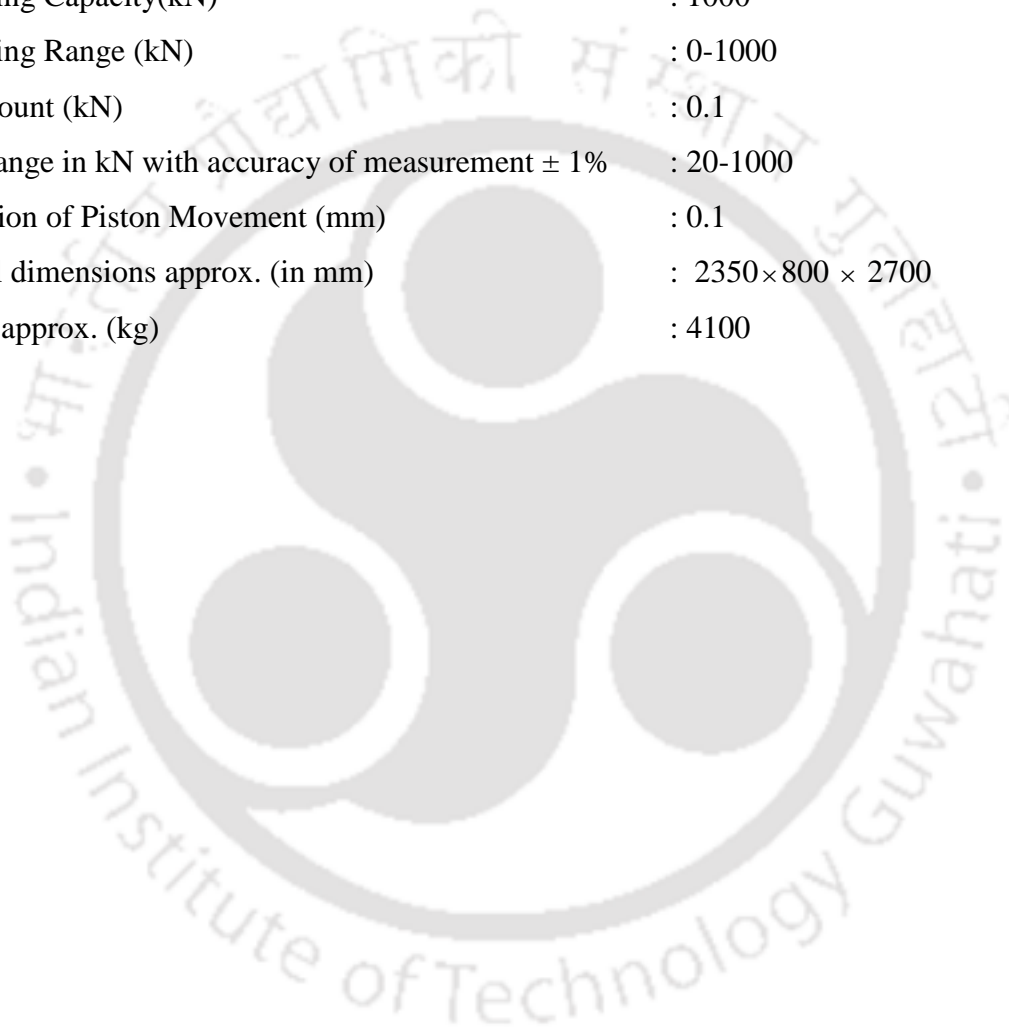 ing Capacity(kN) : 1000
ing Range (kN) : 0-1000
ount (kN) : 0.1
ange in kN with accuracy of measurement ± 1% : 20-1000
ion of Piston Movement (mm) : 0.1
dimensions approx. (in mm) : 2350×800 × 2700
approx. (kg) : 4100
भारतीय प्रौद्योगिकी संस्थान गुवाहाटी
Indian Institute of Technology Guwahati